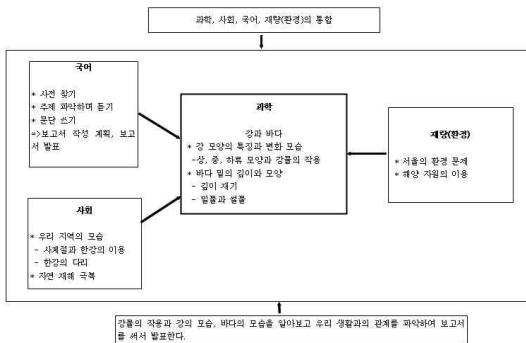 과학, 사회, 국어, 재량(환경)의 통합
국어
* 사전 찾기
* 주제 파악하며 듣기
* 문단 쓰기
=>보고서 작성 계획, 보고
서 발표
사회
* 우리 지역의 모습
- 사계절과 한강의 이용
- 한강의 다리
* 자연 재해 극복
과학
강과 바다
* 강 모양의 특징과 변화 모습
-상, 중, 하류 모양과 강물의 작용
* 바다 밑의 깊이와 모양
- 깊이 재기
- 밀물과 썰물
재량(환경)
* 서울의 환경 문제
* 해양 자원의 이용
강물의 작용과 강의 모습, 바다의 모습을 알아보고 우리 생활과의 관계를 파악하여 보고서
를 써서 발표한다.